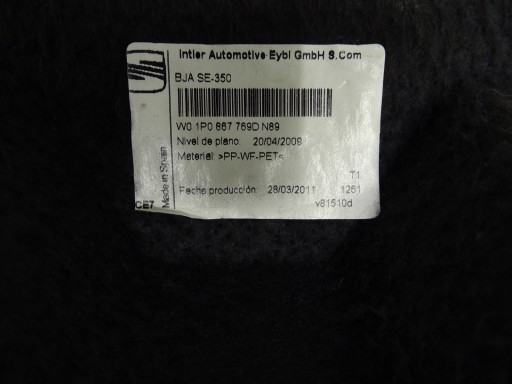 Intier Automotive Eybl GmbH S.Com
BJA SE-350
W0 1P0 867 769D N89
Nivel de plano: 20/04/2009
Material: >PP-WF-PET<
T1
Fecha producción: 28/03/2011 1261
v81510d
Made in Spain
CE7